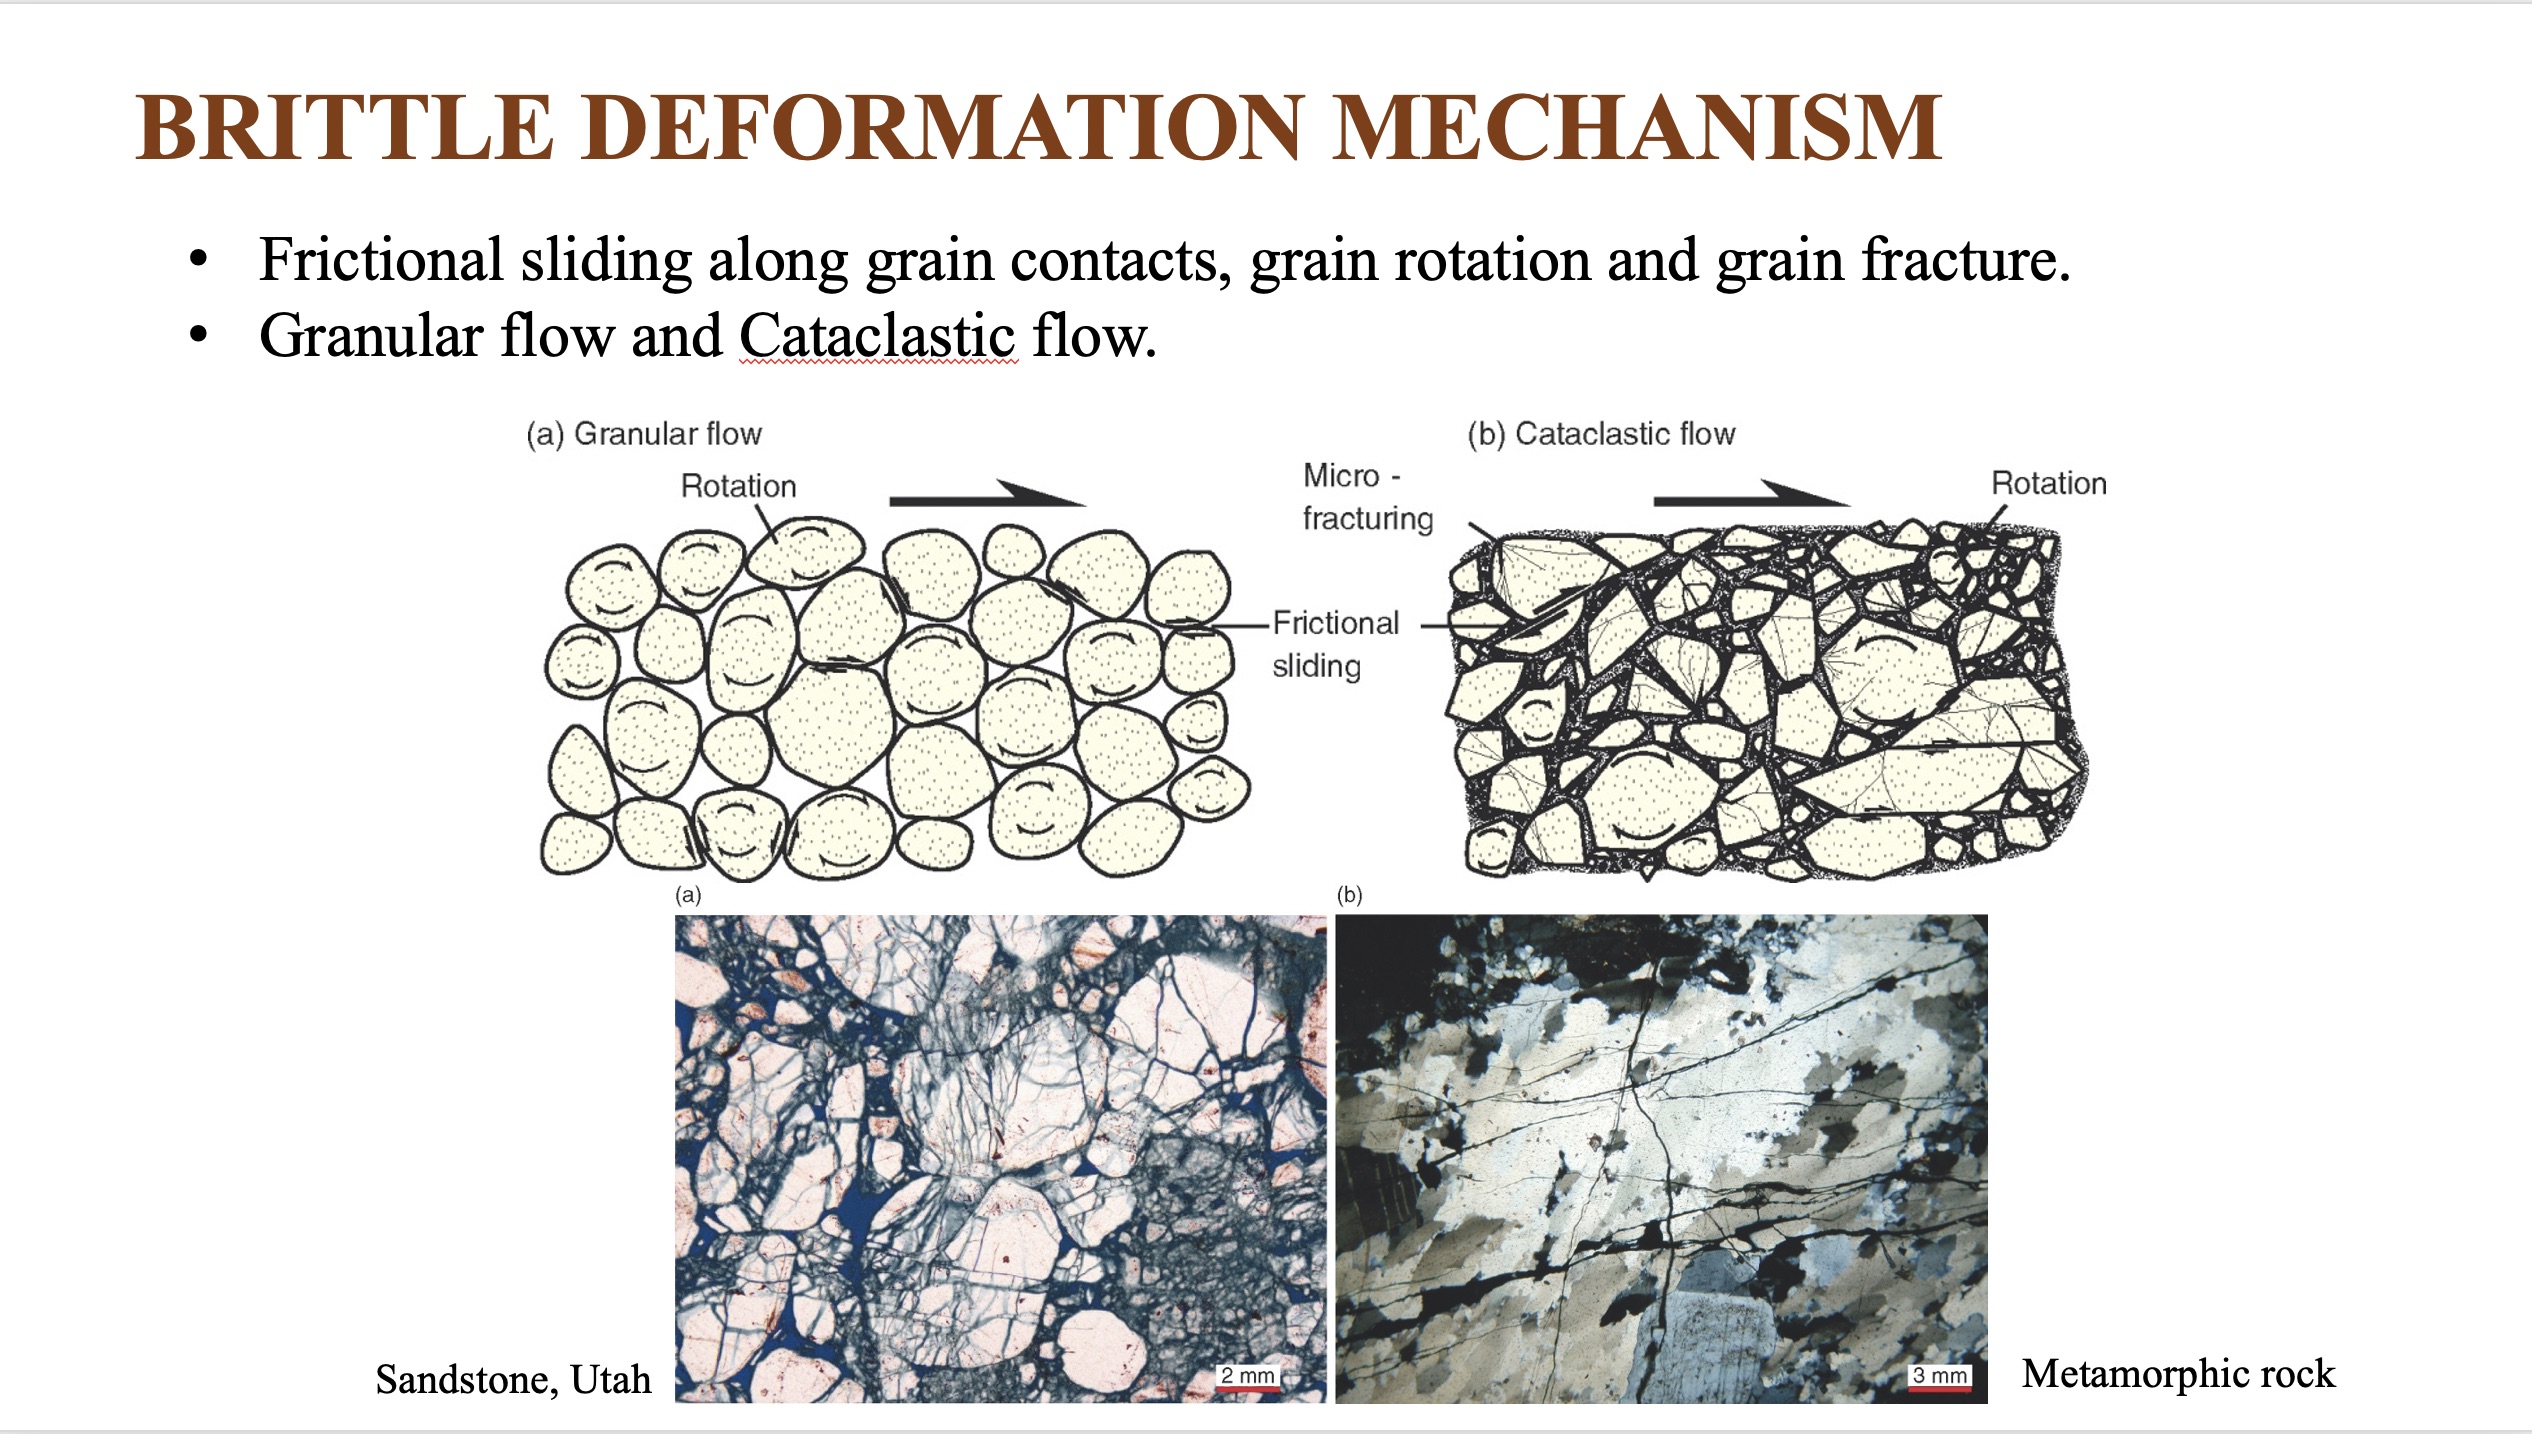 BRITTLE DEFORMATION MECHANISM
• Frictional sliding along grain contacts, grain rotation and grain fracture.
• Granular flow and Cataclastic flow.
(a) Granular flow
Rotation
(b) Cataclastic flow
Micro -
fracturing
Rotation
Frictional
sliding
(a)
(b)
2 mm
3 mm
Sandstone, Utah
Metamorphic rock